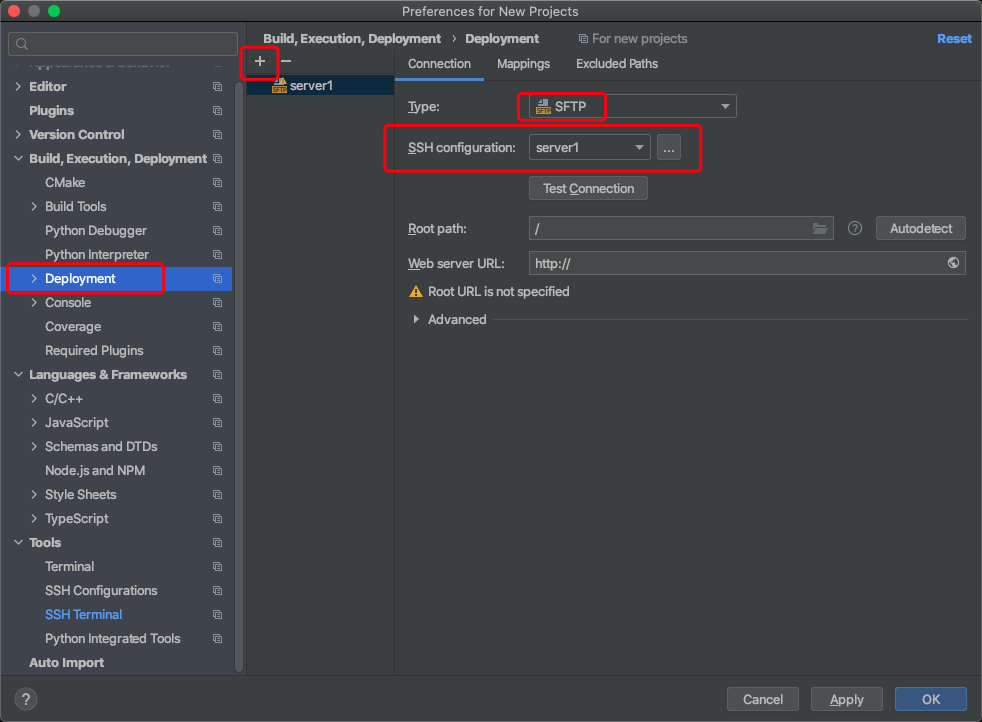 Preferences for New Projects
Appearance & Behavior
Editor
Plugins
Version Control
Build, Execution, Deployment
CMake
Build Tools
Python Debugger
Python Interpreter
Deployment
Console
Coverage
Required Plugins
Languages & Frameworks
C/C++
JavaScript
Schemas and DTDs
Node.js and NPM
Style Sheets
TypeScript
Tools
Terminal
SSH Configurations
SSH Terminal
Python Integrated Tools
Auto Import
Build, Execution, Deployment › Deployment
For new projects
Reset
+ −
SFTP server1
Connection Mappings Excluded Paths
Type: SFTP SFTP
SSH configuration: server1 ...
Test Connection
Root path: / ? Autodetect
Web server URL: http://
Root URL is not specified
Advanced
? Cancel Apply OK